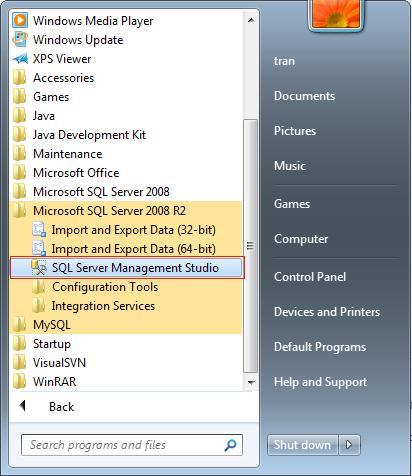 Windows Media Player
Windows Update
XPS Viewer
Accessories
Games
Java
Java Development Kit
Maintenance
Microsoft Office
Microsoft SQL Server 2008
Microsoft SQL Server 2008 R2
Import and Export Data (32-bit)
Import and Export Data (64-bit)
SQL Server Management Studio
Configuration Tools
Integration Services
MySQL
Startup
VisualSVN
WinRAR
Back
Search programs and files
tran
Documents
Pictures
Music
Games
Computer
Control Panel
Devices and Printers
Default Programs
Help and Support
Shut down